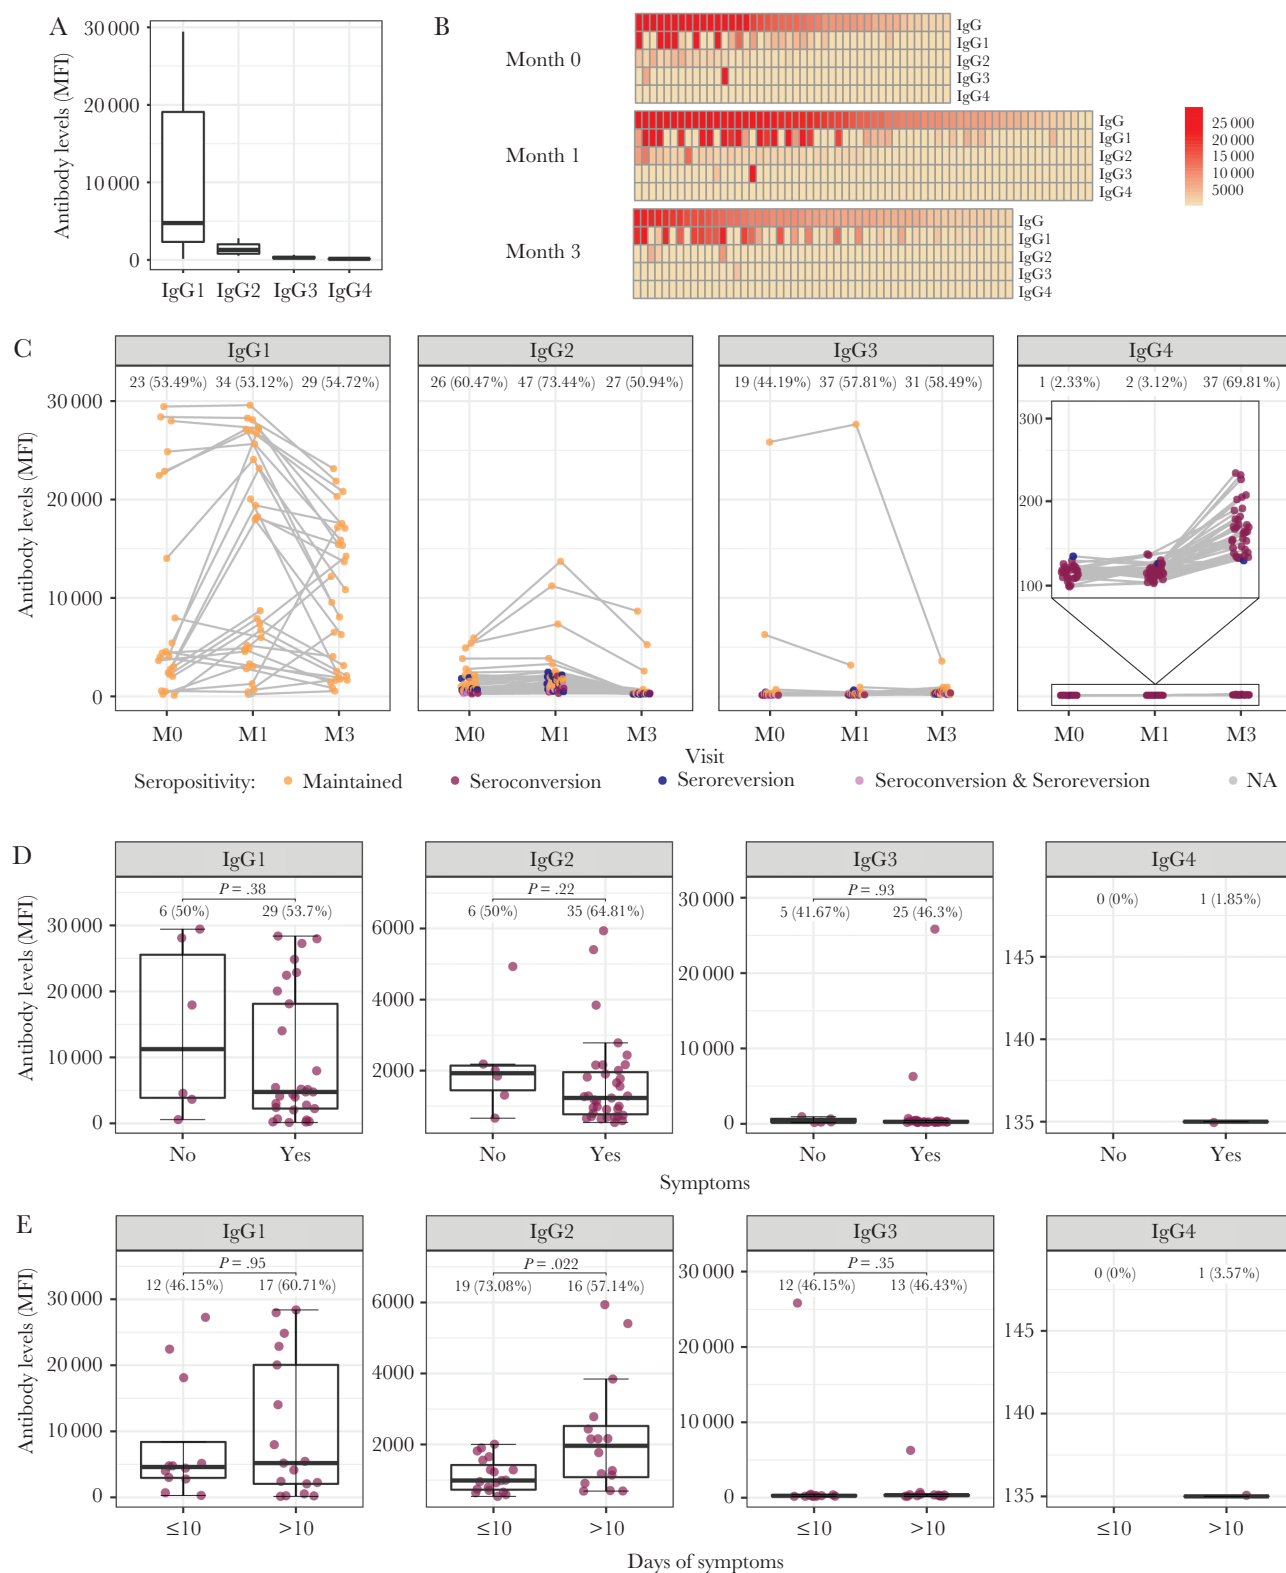 A
Antibody levels (MFI)
30 000
20 000
10 000
0
IgG1 IgG2 IgG3 IgG4
B
Month 0
IgG
IgG1
IgG2
IgG3
IgG4
Month 1
IgG
IgG1
IgG2
IgG3
IgG4
Month 3
IgG
IgG1
IgG2
IgG3
IgG4
25 000
20 000
15 000
10 000
5000
C
IgG1 IgG2 IgG3 IgG4
23 (53.49%) 34 (53.12%) 29 (54.72%) 26 (60.47%) 47 (73.44%) 27 (50.94%) 19 (44.19%) 37 (57.81%) 31 (58.49%) 1 (2.33%) 2 (3.12%) 37 (69.81%)
Antibody levels (MFI)
30 000
20 000
10 000
0
300
200
100
M0 M1 M3 M0 M1 M3 M0 M1 M3 M0 M1 M3
Visit
Seropositivity: Maintained Seroconversion Seroreversion Seroconversion & Seroreversion NA
D
IgG1 IgG2 IgG3 IgG4
P = .38 P = .22 P = .93
6 (50%) 29 (53.7%) 6 (50%) 35 (64.81%) 5 (41.67%) 25 (46.3%) 0 (0%) 1 (1.85%)
Antibody levels (MFI)
30 000
20 000
10 000
0
6000
4000
2000
30 000
20 000
10 000
0
145
140
135
No Yes No Yes No Yes No Yes
Symptoms
E
IgG1 IgG2 IgG3 IgG4
P = .95 P = .022 P = .35
12 (46.15%) 17 (60.71%) 19 (73.08%) 16 (57.14%) 12 (46.15%) 13 (46.43%) 0 (0%) 1 (3.57%)
Antibody levels (MFI)
30 000
20 000
10 000
0
6000
4000
2000
30 000
20 000
10 000
0
145
140
135
≤10 >10 ≤10 >10 ≤10 >10 ≤10 >10
Days of symptoms